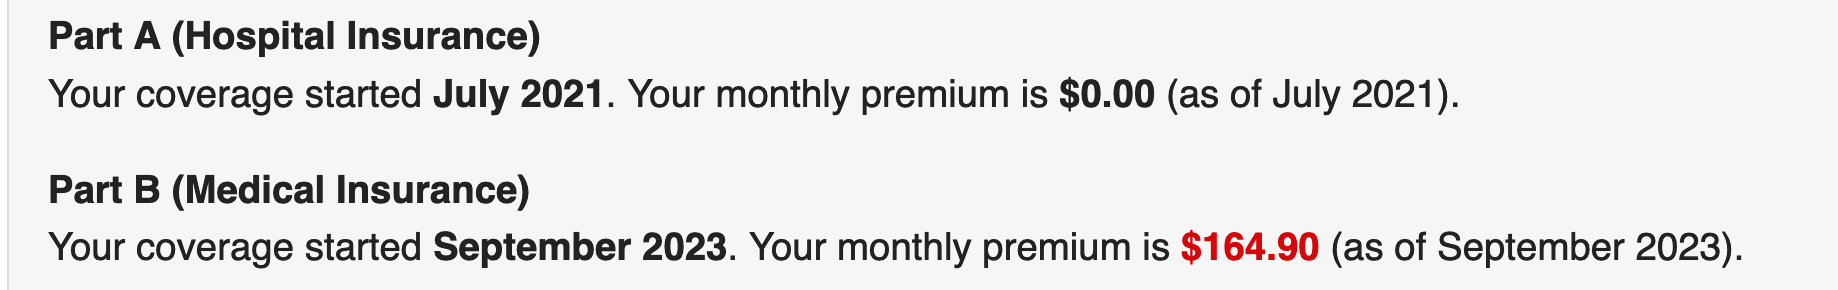 Part A (Hospital Insurance)
Your coverage started July 2021. Your monthly premium is $0.00 (as of July 2021).
Part B (Medical Insurance)
Your coverage started September 2023. Your monthly premium is $164.90 (as of September 2023).